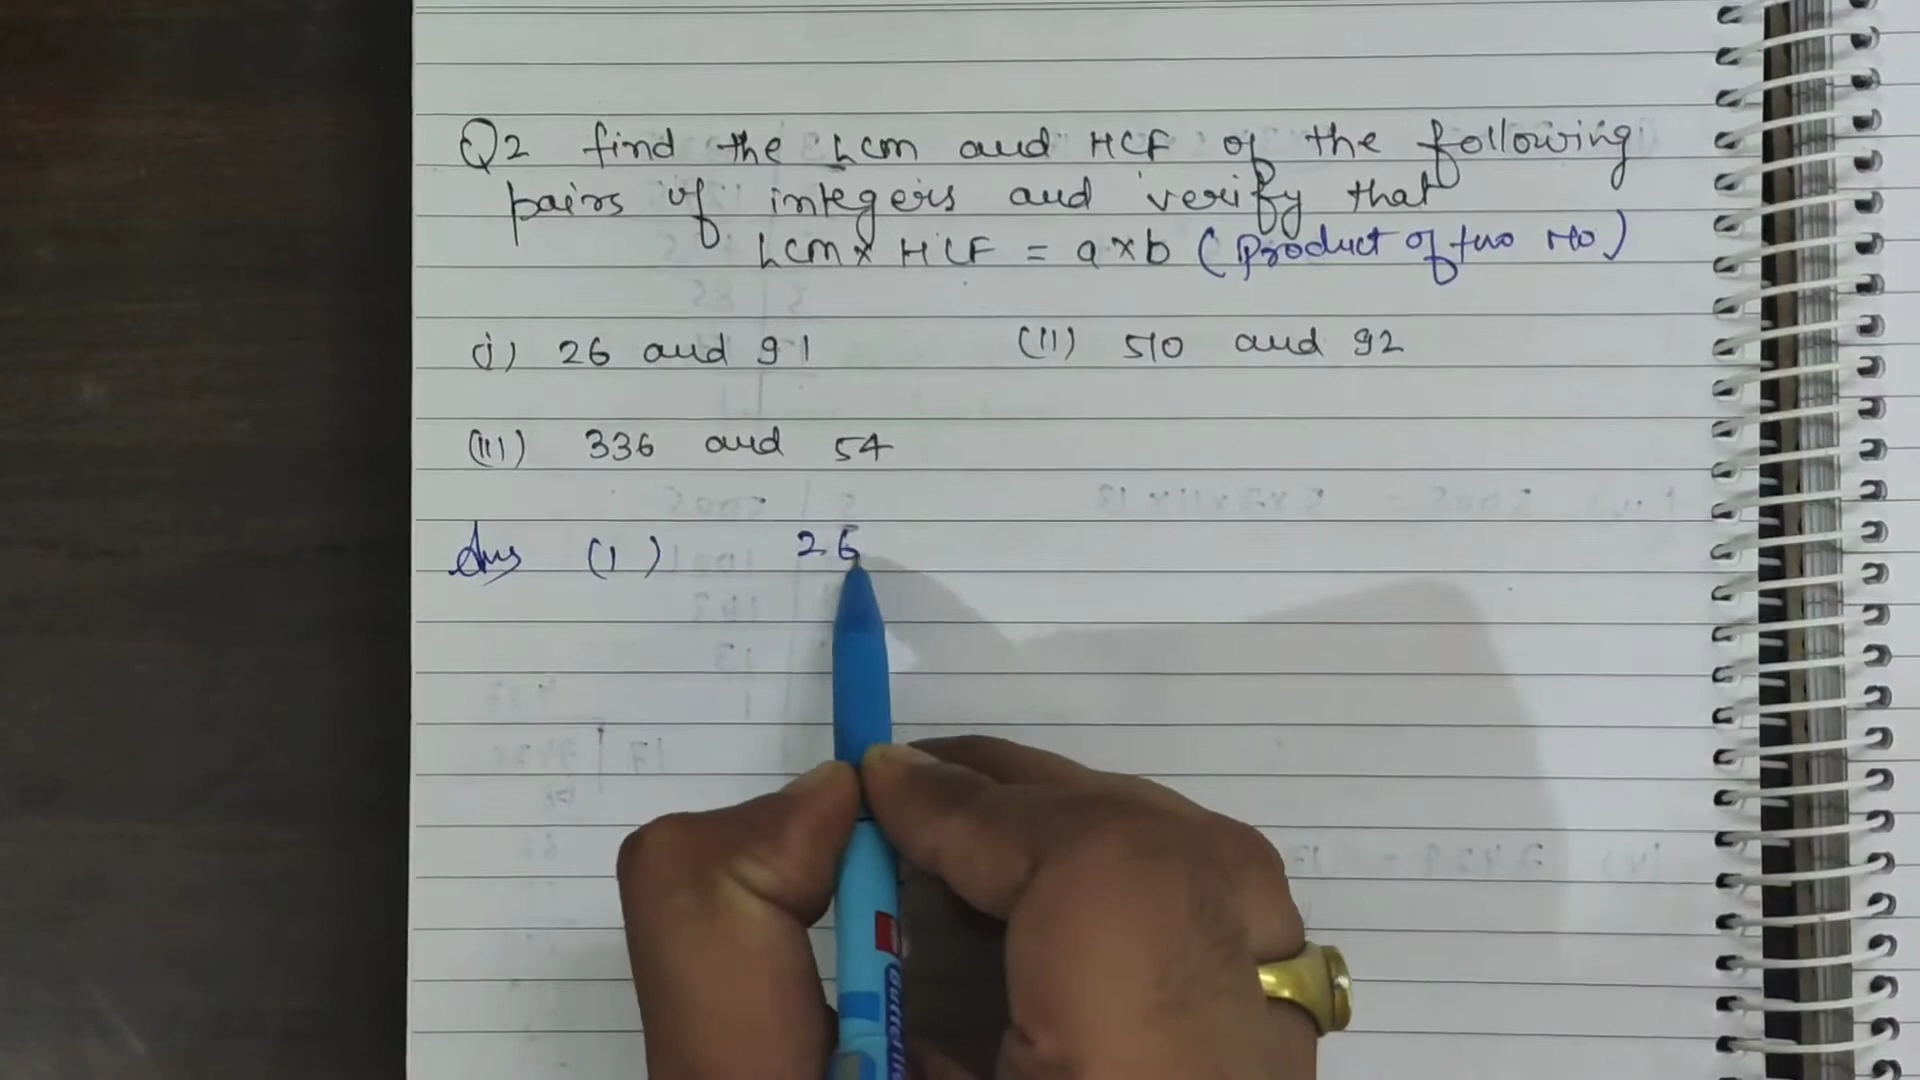 Q2 find the Lcm and HCF of the following
pairs of integers and verify that
Lcm x HCF = a x b (Product of two No)
(i) 26 and 91 (II) 510 and 92
(III) 336 and 54
Ans (1) 26